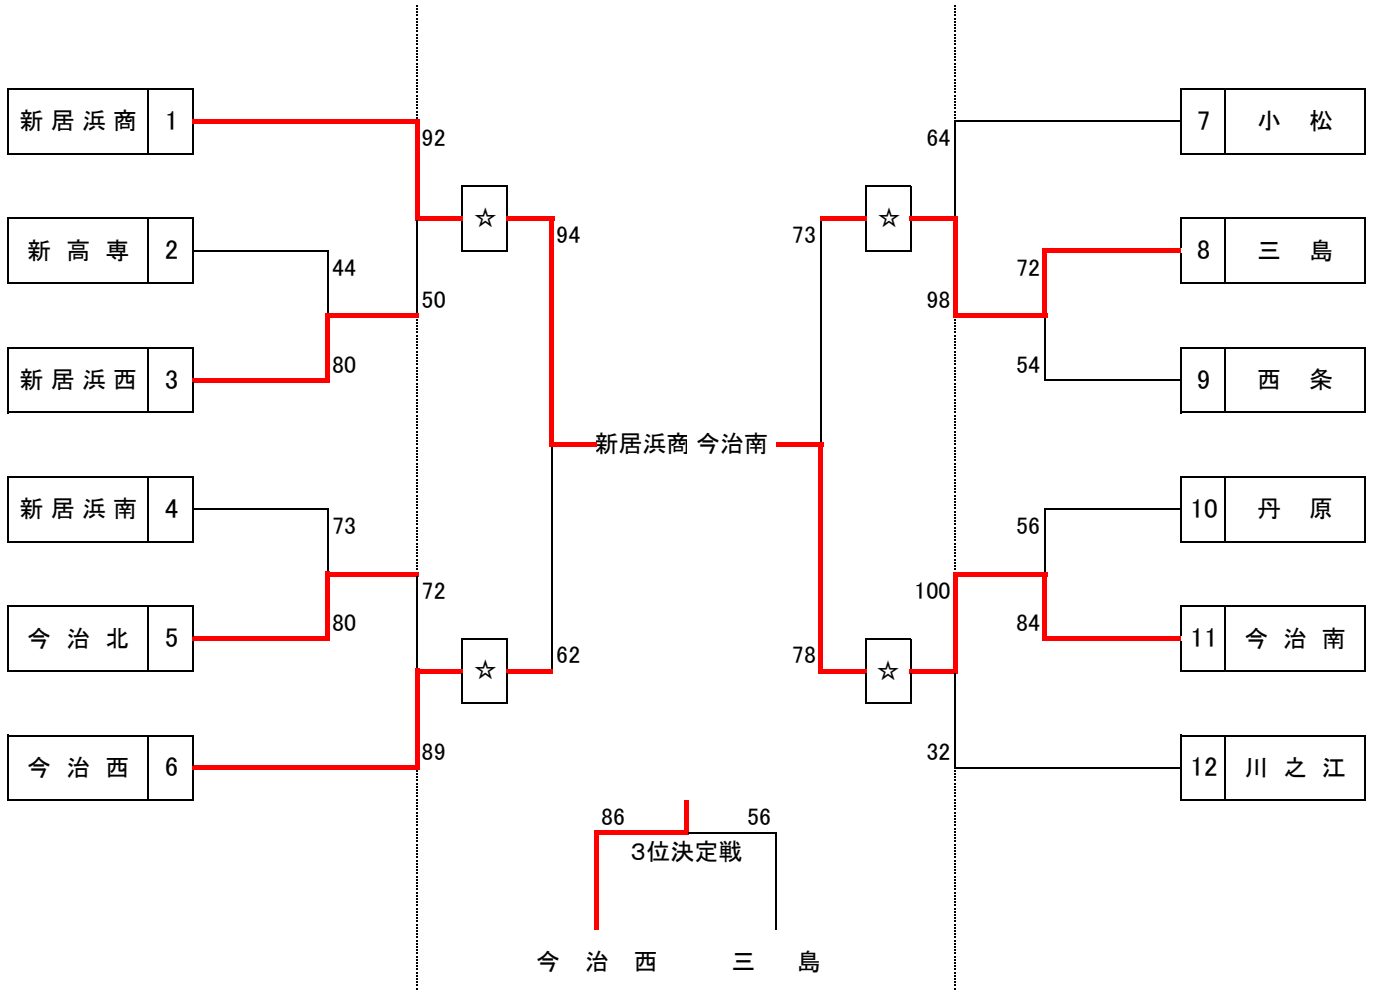 新居浜商 1
92
☆
94
新高専 2
44
50
新居浜西 3
80
新居浜南 4
73
72
今治北 5
80
☆
62
今治西 6
89
新居浜商 今治南
64
7 小松
☆
73
72
8 三島
98
54
9 西条
56
10 丹原
100
84
11 今治南
☆
78
32
12 川之江
86 56
3位決定戦
今治西 三島